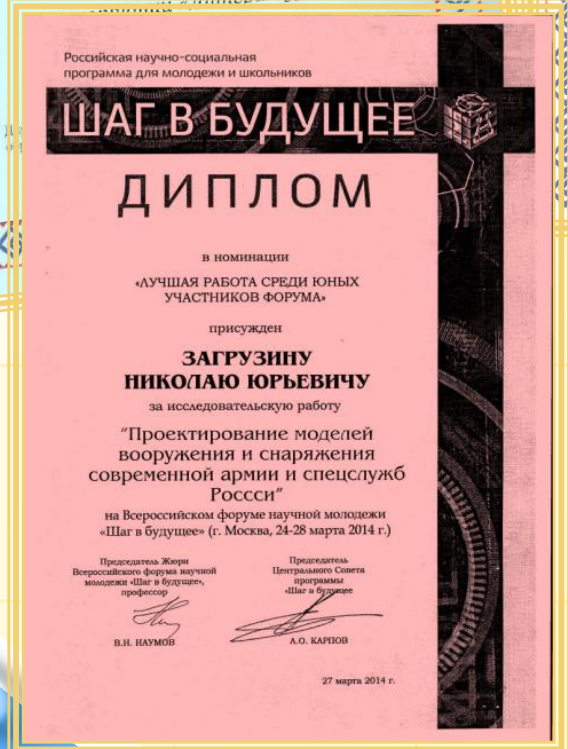 Российская научно-социальная
программа для молодежи и школьников
ШАГ В БУДУЩЕЕ
ДИПЛОМ
в номинации
«ЛУЧШАЯ РАБОТА СРЕДИ ЮНЫХ
УЧАСТНИКОВ ФОРУМА»
присужден
ЗАГРУЗИНУ
НИКОЛАЮ ЮРЬЕВИЧУ
за исследовательскую работу
"Проектирование моделей
вооружения и снаряжения
современной армии и спецслужб
Россси"
на Всероссийском форуме научной молодежи
«Шаг в будущее» (г. Москва, 24-28 марта 2014 г.)
Председатель Жюри
Всероссийского форума научной
молодежи «Шаг в будущее»,
профессор
В.Н. НАУМОВ
Председатель
Центрального Совета
программы
«Шаг в будущее
А.О. КАРПОВ
27 марта 2014 г.